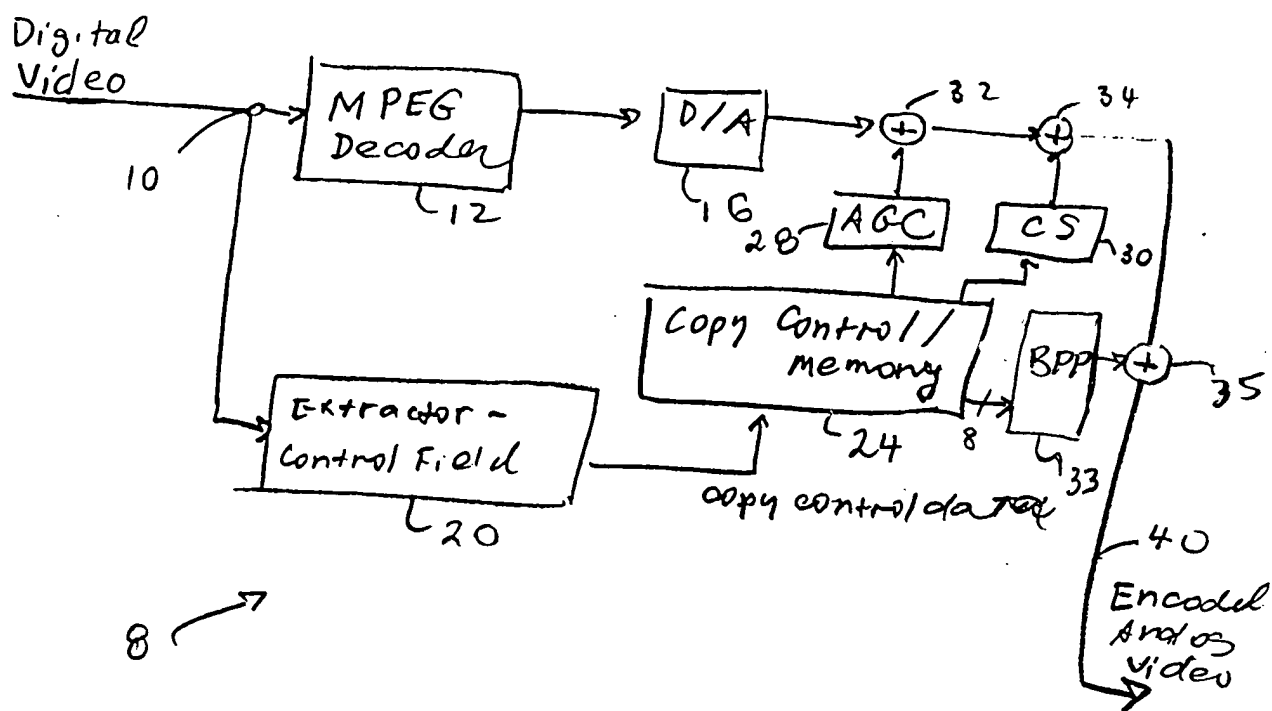 Digital
Video
10
MPEG
Decoder
12
D/A
16
32
34
28
AGC
CS
30
Copy Control/
memory
24
8
BPP
33
35
Extractor -
Control Field
20
copy control data
40
Encoded
Analog
Video
8